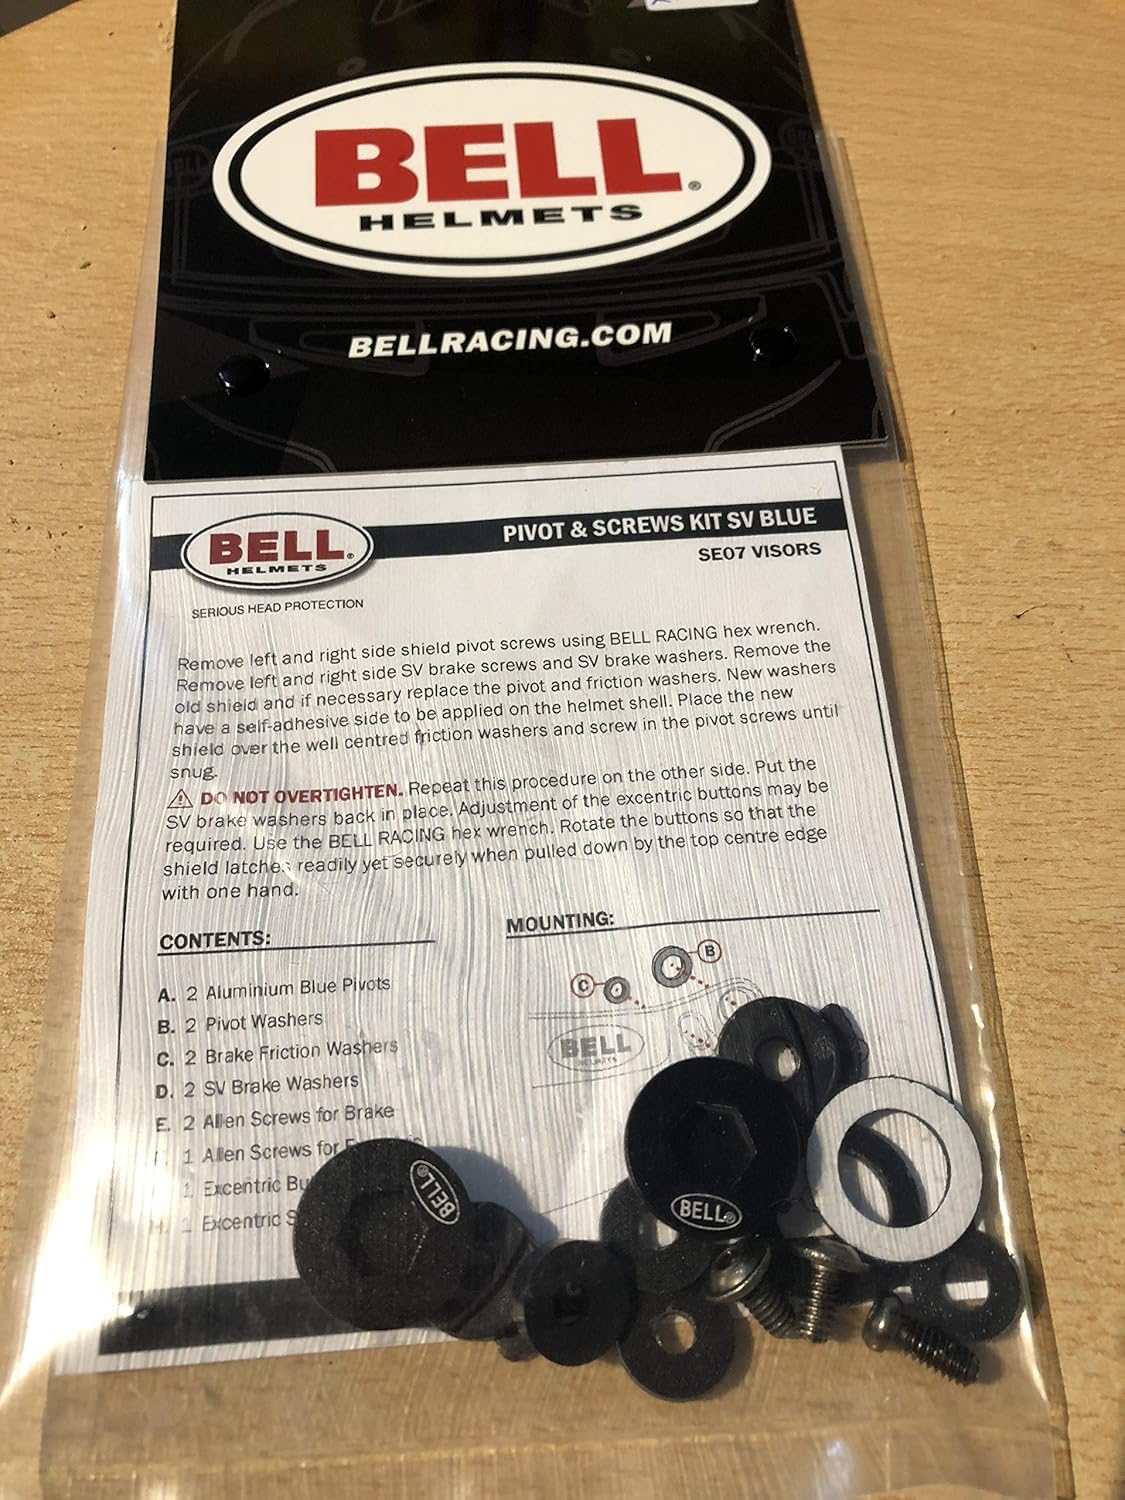 BELL®
HELMETS
BELLRACING.COM
BELL®
HELMETS
PIVOT & SCREWS KIT SV BLUE
SE07 VISORS
SERIOUS HEAD PROTECTION
Remove left and right side shield pivot screws using BELL RACING hex wrench.
Remove left and right side SV brake screws and SV brake washers. Remove the
old shield and if necessary replace the pivot and friction washers. New washers
have a self-adhesive side to be applied on the helmet shell. Place the new
shield over the well centred friction washers and screw in the pivot screws until
snug.
DO NOT OVERTIGHTEN. Repeat this procedure on the other side. Put the
SV brake washers back in place. Adjustment of the excentric buttons may be
required. Use the BELL RACING hex wrench. Rotate the buttons so that the
shield latches readily yet securely when pulled down by the top centre edge
with one hand.
CONTENTS:
A. 2 Aluminium Blue Pivots
B. 2 Pivot Washers
C. 2 Brake Friction Washers
D. 2 SV Brake Washers
E. 2 Allen Screws for Brake
1 Allen Screws for
1 Excentric
H. 1 Excentric
MOUNTING:
B
C
BELL
HELMETS
BELL®
BELL®